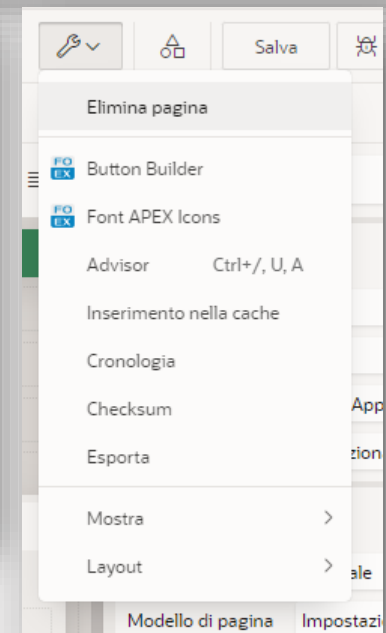 Salva
Elimina pagina
FO EX Button Builder
FO EX Font APEX Icons
Advisor Ctrl+/, U, A
Inserimento nella cache
Cronologia
Checksum
App
Esporta
zion
Mostra
Layout
ale
Modello di pagina Impostazi